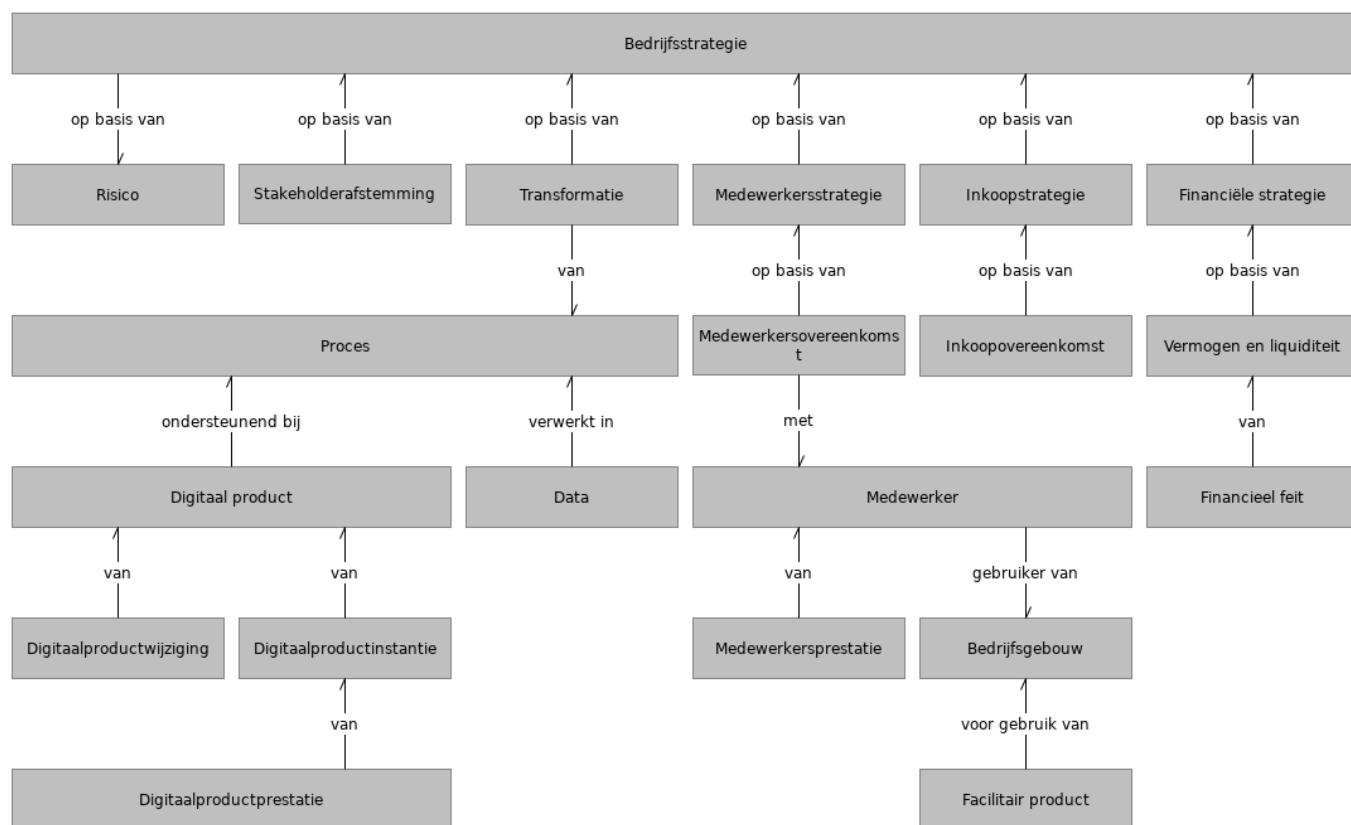 Bedrijfsstrategie
op basis van
op basis van
op basis van
op basis van
op basis van
op basis van
Risico
Stakeholderafstemming
Transformatie
Medewerkersstrategie
Inkoopstrategie
Financiële strategie
van
op basis van
op basis van
op basis van
Proces
Medewerkersovereenkoms
t
Inkoopovereenkomst
Vermogen en liquiditeit
ondersteunend bij
verwerkt in
met
van
Digitaal product
Data
Medewerker
Financieel feit
van
van
van
gebruiker van
Digitaalproductwijziging
Digitaalproductinstantie
Medewerkersprestatie
Bedrijfsgebouw
van
voor gebruik van
Digitaalproductprestatie
Facilitair product